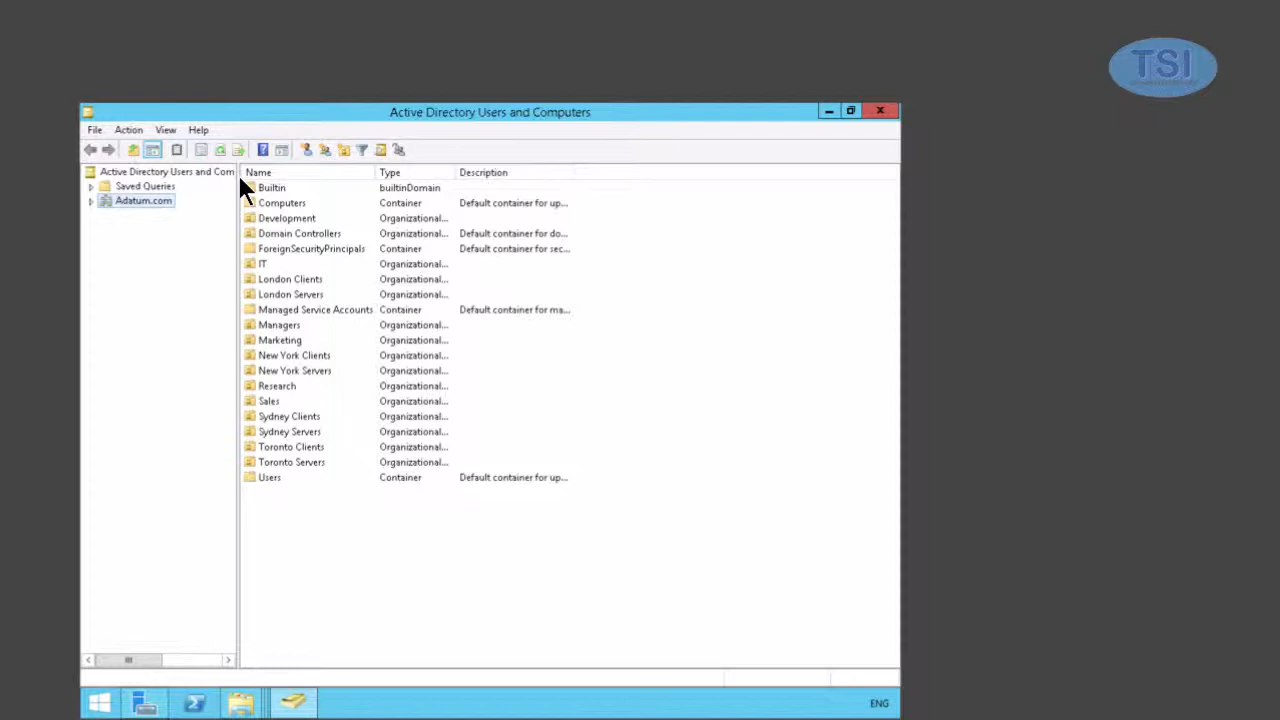 TSI
Active Directory Users and Computers
File Action View Help
Active Directory Users and Com
Saved Queries
Adatum.com
Name Type Description
Builtin builtinDomain
Computers Container Default container for up...
Development Organizational...
Domain Controllers Organizational... Default container for do...
ForeignSecurityPrincipals Container Default container for sec...
IT Organizational...
London Clients Organizational...
London Servers Organizational...
Managed Service Accounts Container Default container for ma...
Managers Organizational...
Marketing Organizational...
New York Clients Organizational...
New York Servers Organizational...
Research Organizational...
Sales Organizational...
Sydney Clients Organizational...
Sydney Servers Organizational...
Toronto Clients Organizational...
Toronto Servers Organizational...
Users Container Default container for up...
ENG